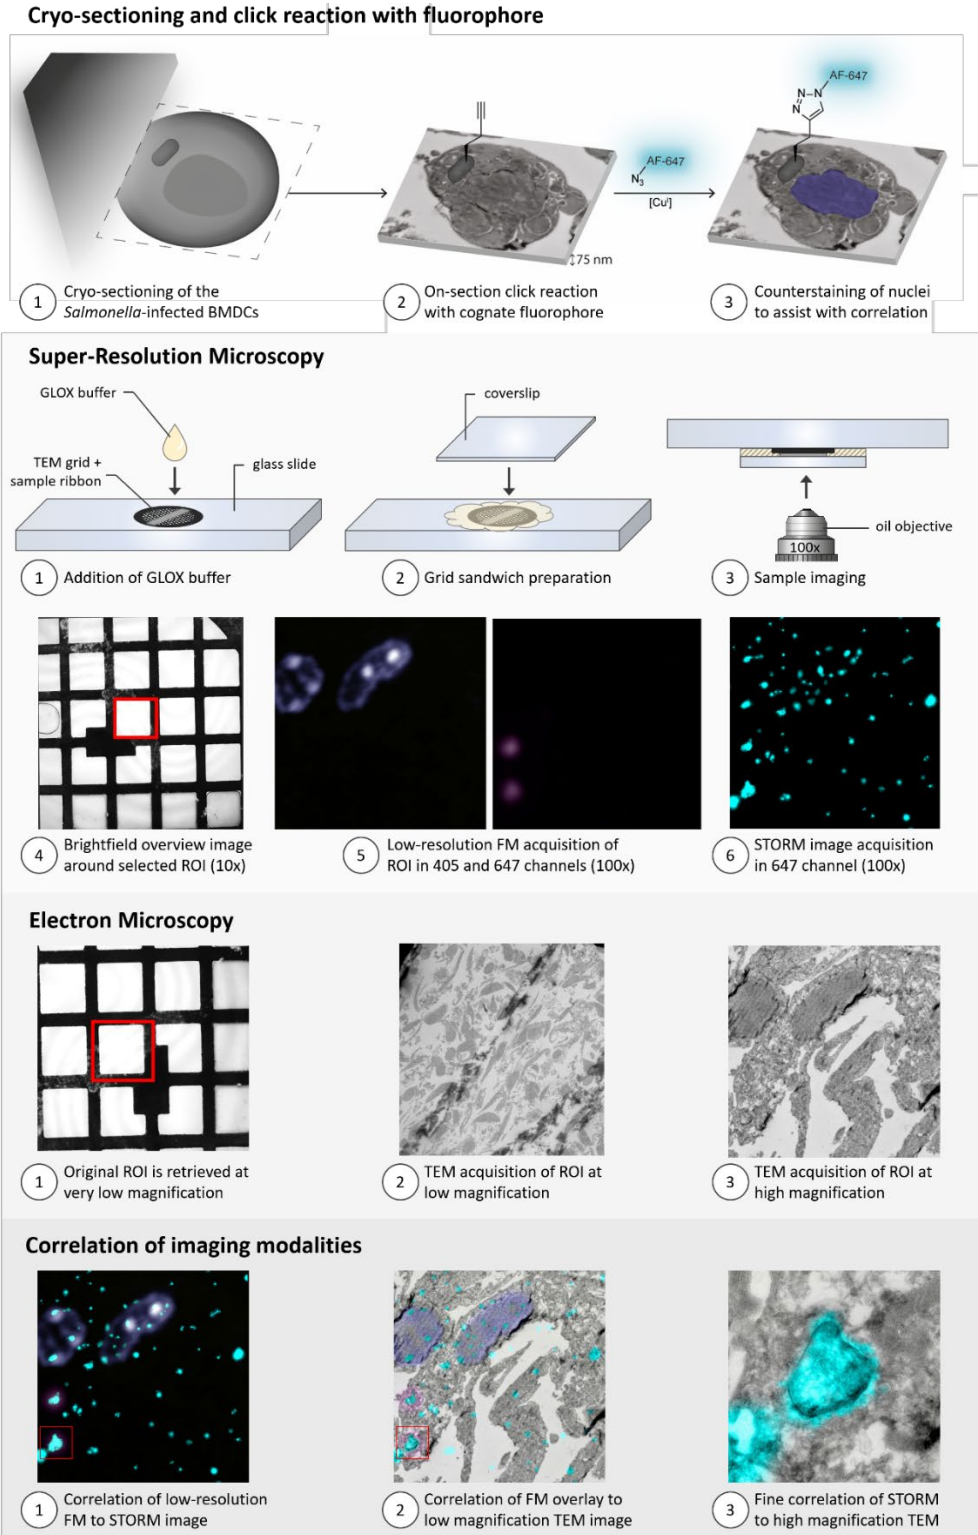 Cryo-sectioning and click reaction with fluorophore
AF-647
N
N
N
AF-647
N3
[Cuᴵ]
↕75 nm
1
Cryo-sectioning of the
Salmonella-infected BMDCs
2
On-section click reaction
with cognate fluorophore
3
Counterstaining of nuclei
to assist with correlation
Super-Resolution Microscopy
GLOX buffer
TEM grid +
sample ribbon
glass slide
coverslip
oil objective
100x
1
Addition of GLOX buffer
2
Grid sandwich preparation
3
Sample imaging
4
Brightfield overview image
around selected ROI (10x)
5
Low-resolution FM acquisition of
ROI in 405 and 647 channels (100x)
6
STORM image acquisition
in 647 channel (100x)
Electron Microscopy
1
Original ROI is retrieved at
very low magnification
2
TEM acquisition of ROI at
low magnification
3
TEM acquisition of ROI at
high magnification
Correlation of imaging modalities
1
Correlation of low-resolution
FM to STORM image
2
Correlation of FM overlay to
low magnification TEM image
3
Fine correlation of STORM
to high magnification TEM